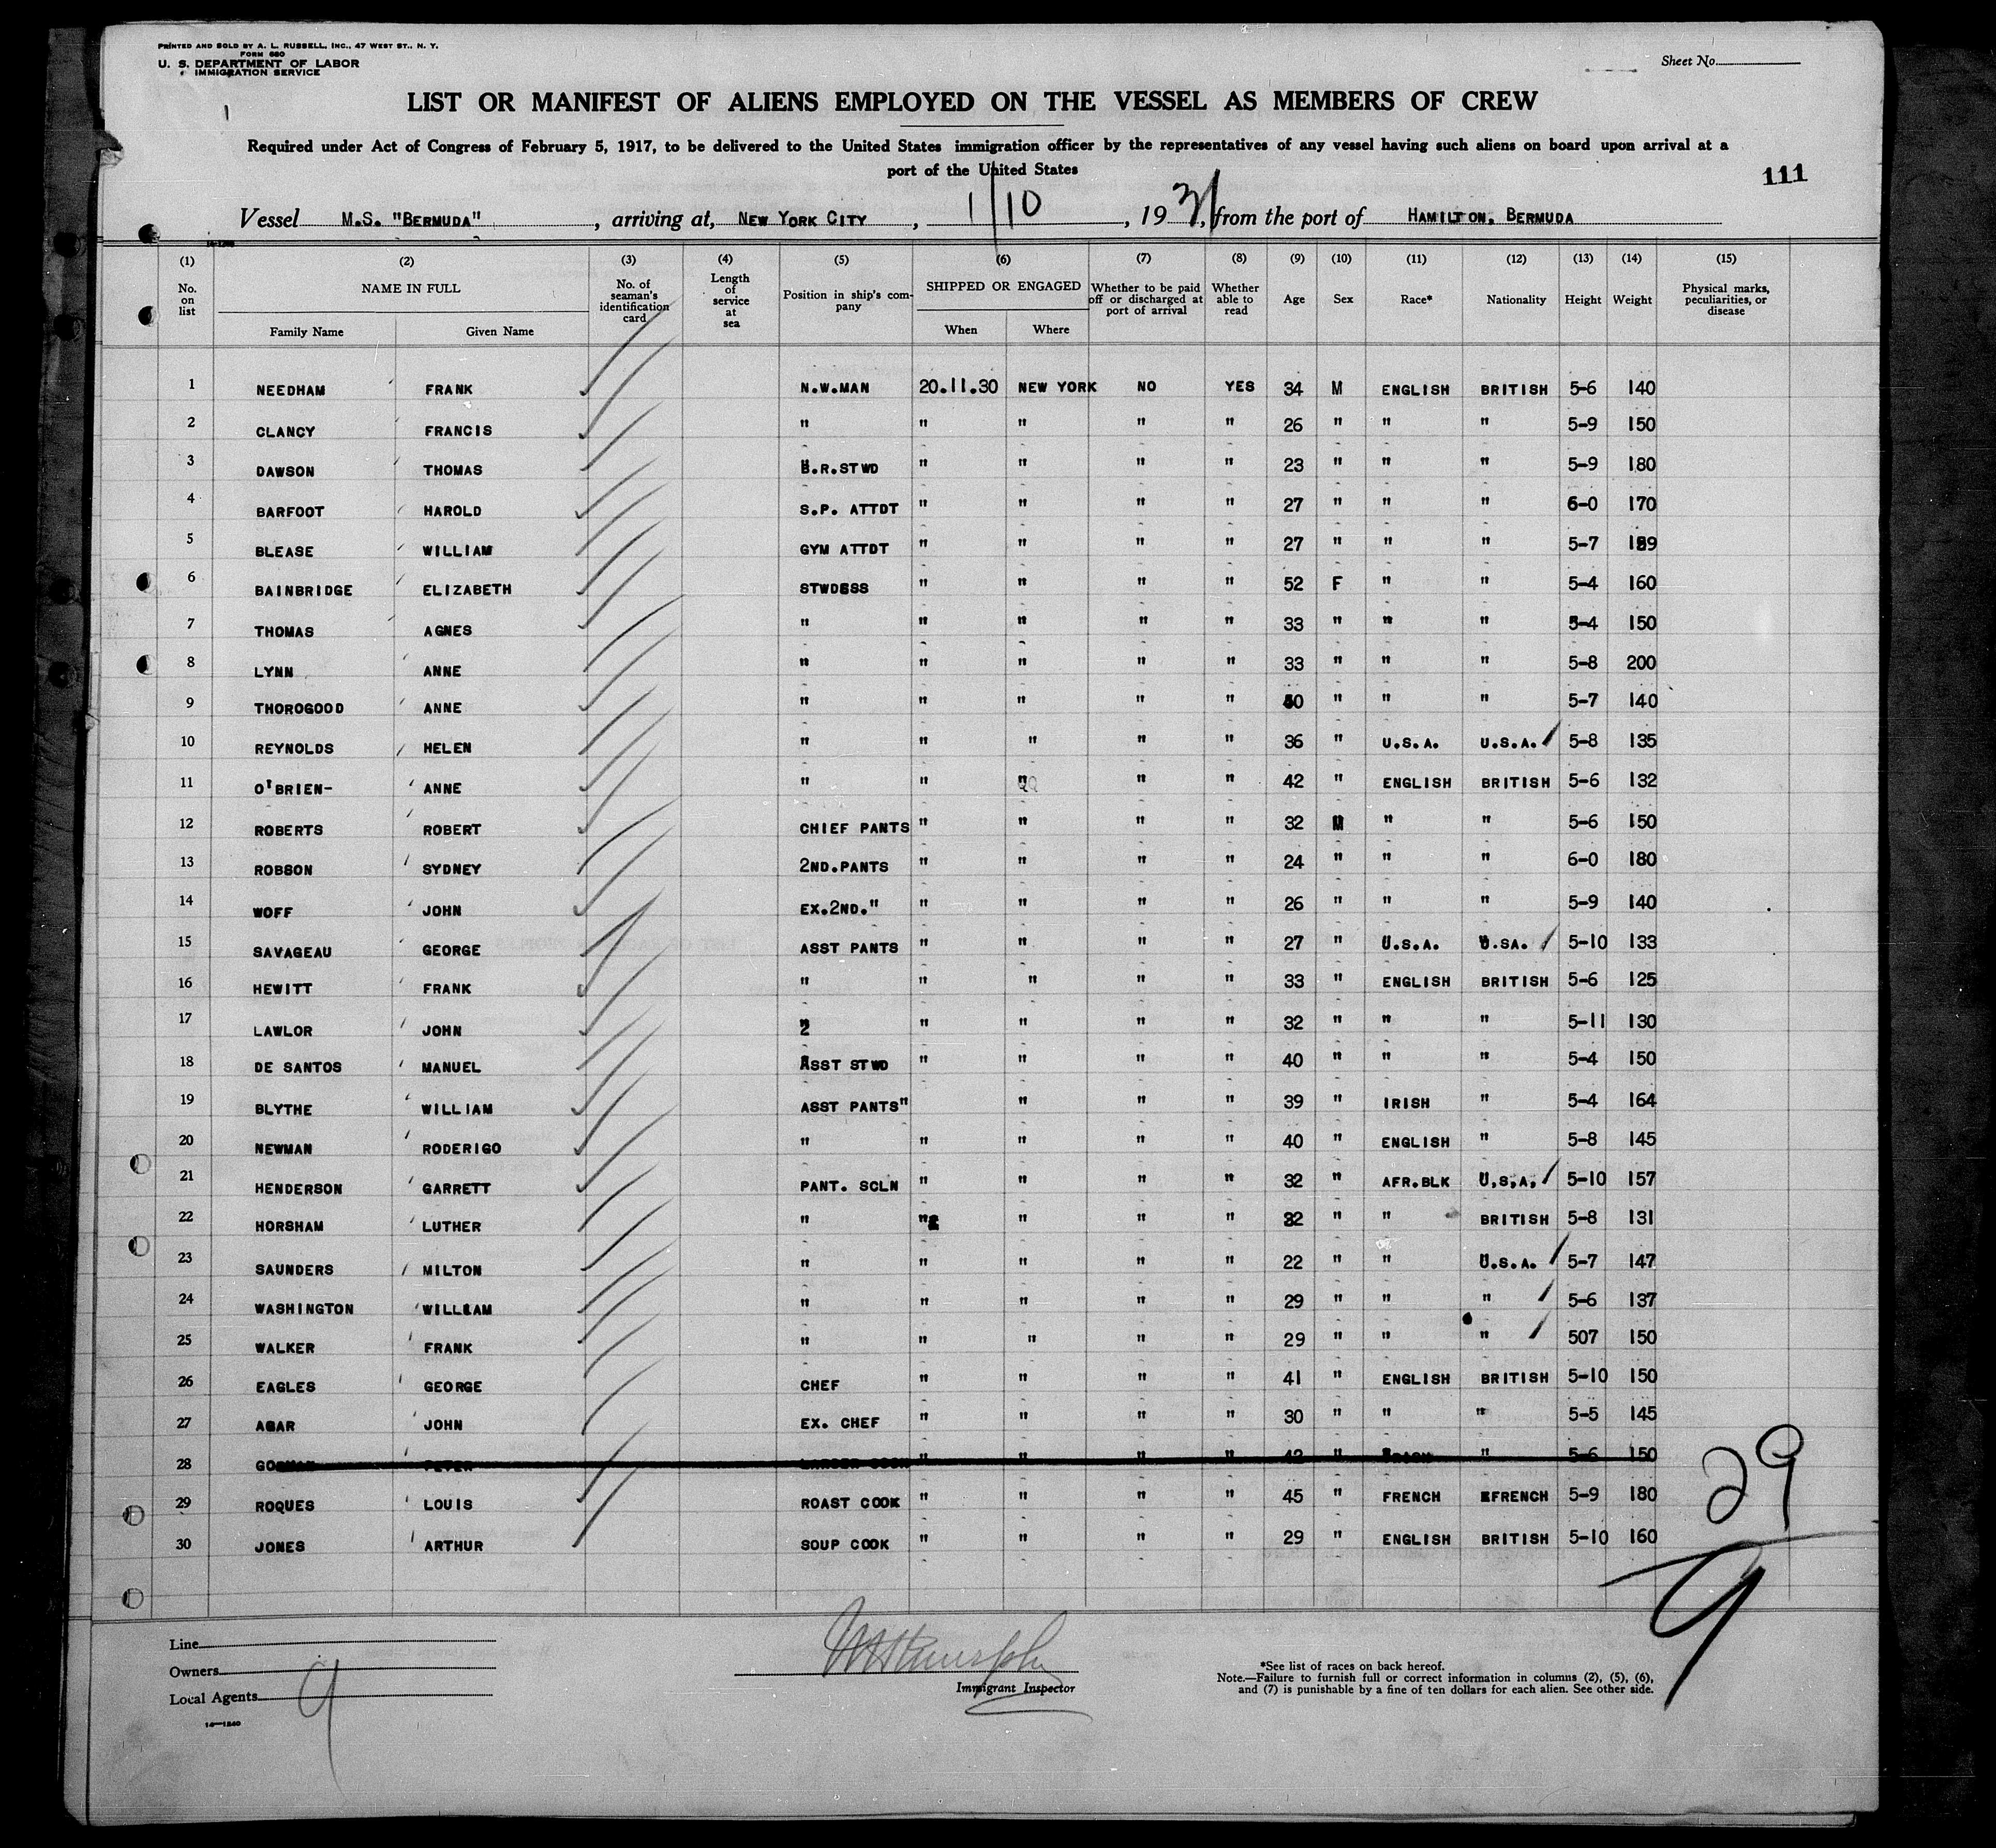 PRINTED AND SOLD BY A. L. RUSSELL, INC., 47 WEST ST., N. Y.
FORM 680
U. S. DEPARTMENT OF LABOR
IMMIGRATION SERVICE
Sheet No.
LIST OR MANIFEST OF ALIENS EMPLOYED ON THE VESSEL AS MEMBERS OF CREW
Required under Act of Congress of February 5, 1917, to be delivered to the United States immigration officer by the representatives of any vessel having such aliens on board upon arrival at a
port of the United States
111
Vessel M.S. "BERMUDA", arriving at, NEW YORK CITY, 1/10, 1931, from the port of HAMILTON, BERMUDA
(1) (2) (3) (4) (5) (6) (7) (8) (9) (10) (11) (12) (13) (14) (15)
No. on list NAME IN FULL Family Name Given Name No. of seaman's identification card Length of service at sea Position in ship's company SHIPPED OR ENGAGED When Where Whether to be paid off or discharged at port of arrival Whether able to read Age Sex Race* Nationality Height Weight Physical marks, peculiarities, or disease
1 NEEDHAM FRANK N.W.MAN 20.11.30 NEW YORK NO YES 34 M ENGLISH BRITISH 5-6 140
2 CLANCY FRANCIS " " " " " 26 " " " 5-9 150
3 DAWSON THOMAS B.R.STWD " " " " 23 " " " 5-9 180
4 BARFOOT HAROLD S.P. ATTDT " " " " 27 " " " 6-0 170
5 BLEASE WILLIAM GYM ATTDT " " " " 27 " " " 5-7 159
6 BAINBRIDGE ELIZABETH STWDESS " " " " 52 F " " 5-4 160
7 THOMAS AGNES " " " " " 33 " " " 5-4 150
8 LYNN ANNE " " " " " 33 " " " 5-8 200
9 THOROGOOD ANNE " " " " " " " " 5-7 140
10 REYNOLDS HELEN " " " " " 36 " U.S.A. U.S.A. 5-8 135
11 O'BRIEN- ANNE " " " " " 42 " ENGLISH BRITISH 5-6 132
12 ROBERTS ROBERT CHIEF PANTS " " " " 32 M " " 5-6 150
13 ROBSON SYDNEY 2ND.PANTS " " " " 24 " " " 6-0 180
14 WOFF JOHN EX.2ND." " " " " 26 " " " 5-9 140
15 SAVAGEAU GEORGE ASST PANTS " " " " 27 " U.S.A. U.SA. 5-10 133
16 HEWITT FRANK " " " " " 33 " ENGLISH BRITISH 5-6 125
17 LAWLOR JOHN " " " " " 32 " " " 5-11 130
18 DE SANTOS MANUEL ASST STWD " " " " 40 " " " 5-4 150
19 BLYTHE WILLIAM ASST PANTS" " " " 39 " IRISH " 5-4 164
20 NEWMAN RODERIGO " " " " " 40 " ENGLISH " 5-8 145
21 HENDERSON GARRETT PANT. SCLN " " " " 32 " AFR.BLK U.S.A. 5-10 157
22 HORSHAM LUTHER " " " " " 32 " " BRITISH 5-8 131
23 SAUNDERS MILTON " " " " " 22 " " U.S.A. 5-7 147
24 WASHINGTON WILLIAM " " " " " 29 " " " 5-6 137
25 WALKER FRANK " " " " " 29 " " " 507 150
26 EAGLES GEORGE CHEF " " " " 41 " ENGLISH BRITISH 5-10 150
27 AGAR JOHN EX. CHEF " " " " 30 " " " 5-5 145
28 GORMAN PETER LARDER COOK " " " " 42 " IRISH " 5-6 150
29 ROQUES LOUIS ROAST COOK " " " " 45 " FRENCH FRENCH 5-9 180
30 JONES ARTHUR SOUP COOK " " " " 29 " ENGLISH BRITISH 5-10 160
29
9
Line
Owners
Local Agents
9
16—1240
Immigrant Inspector
*See list of races on back hereof.
Note.—Failure to furnish full or correct information in columns (2), (5), (6),
and (7) is punishable by a fine of ten dollars for each alien. See other side.